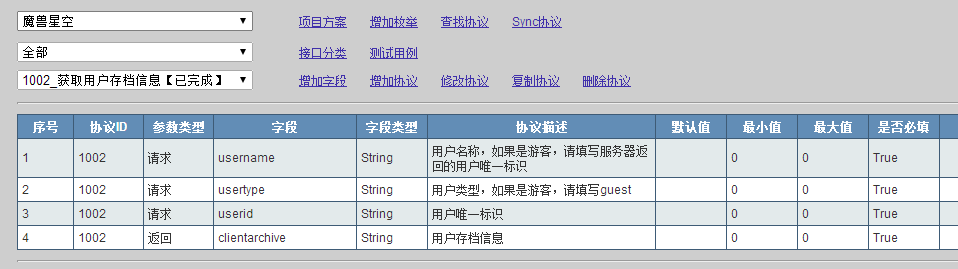 魔兽星空 项目方案 增加枚举 查找协议 Sync协议
全部 接口分类 测试用例
1002_获取用户存档信息【已完成】 增加字段 增加协议 修改协议 复制协议 删除协议
序号 协议ID 参数类型 字段 字段类型 协议描述 默认值 最小值 最大值 是否必填
1 1002 请求 username String 用户名称，如果是游客，请填写服务器返 0 0 True
回的用户唯一标识
2 1002 请求 usertype String 用户类型，如果是游客，请填写guest 0 0 True
3 1002 请求 userid String 用户唯一标识 0 0 True
4 1002 返回 clientarchive String 用户存档信息 0 0 True